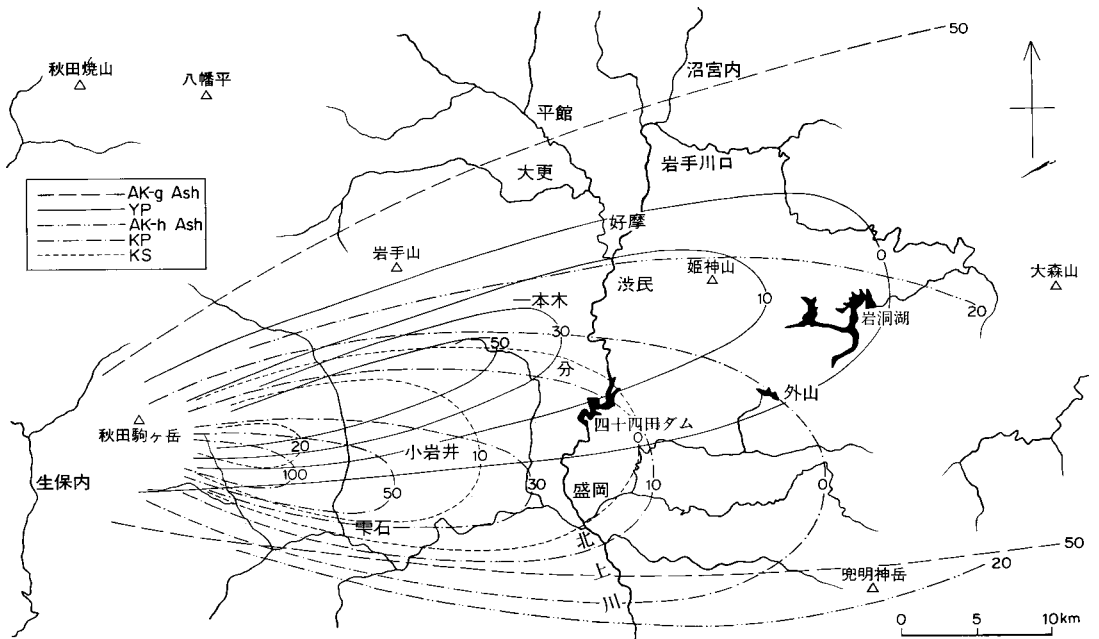 50
秋田焼山
八幡平
沼宮内
平館
岩手川口
大更
AK-g Ash
YP
AK-h Ash
KP
KS
好摩
岩手山
姫神山
渋民
0
大森山
一本木
10
20
岩洞湖
30
50
分
外山
秋田駒ヶ岳
四十四田ダム
0
20
小岩井
10
生保内
100
50
30
盛岡
10
0
雫石
北
上
川
50
20
兜明神岳
0 5 10km